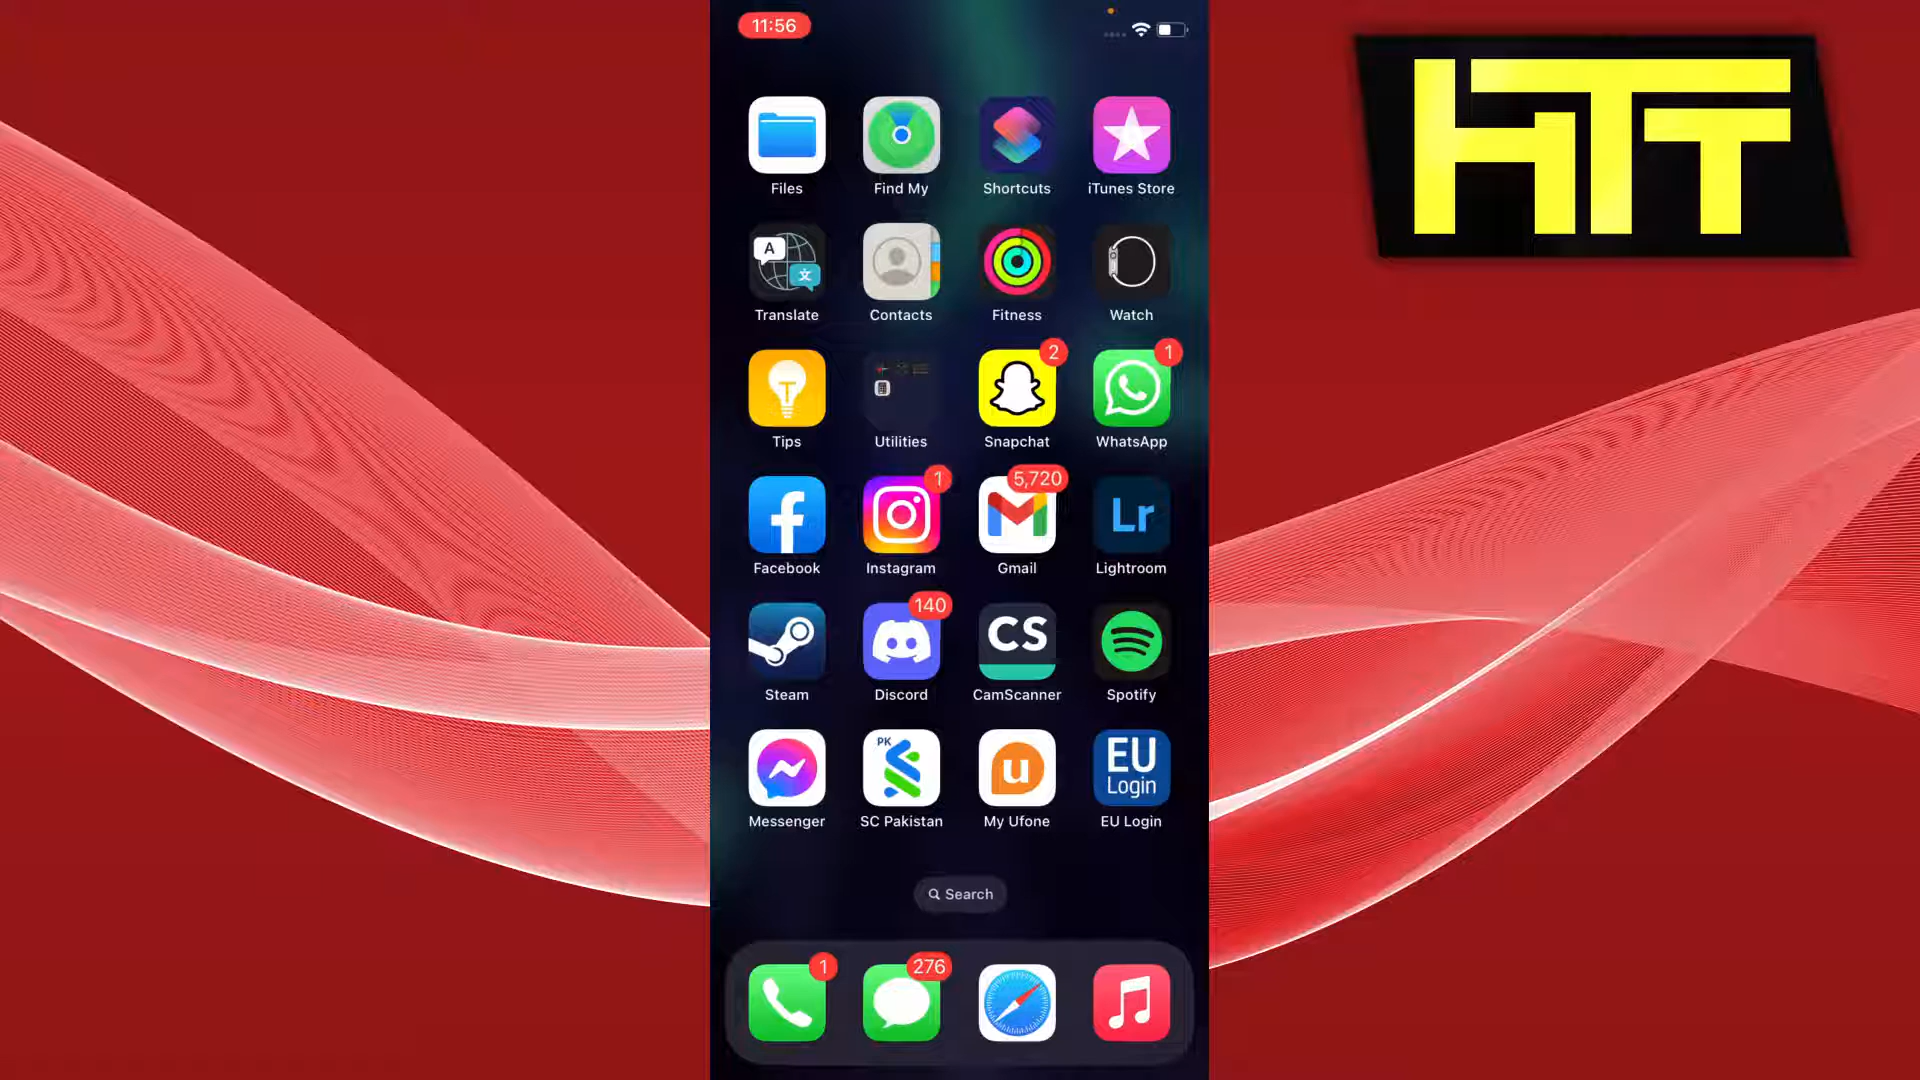 11:56
HTT
Files
Find My
Shortcuts
iTunes Store
A
文
Translate
Contacts
Fitness
Watch
2
1
Tips
Utilities
Snapchat
WhatsApp
1
5,720
Lr
Facebook
Instagram
Gmail
Lightroom
140
CS
Steam
Discord
CamScanner
Spotify
PK
u
EU
Login
Messenger
SC Pakistan
My Ufone
EU Login
Search
1
276